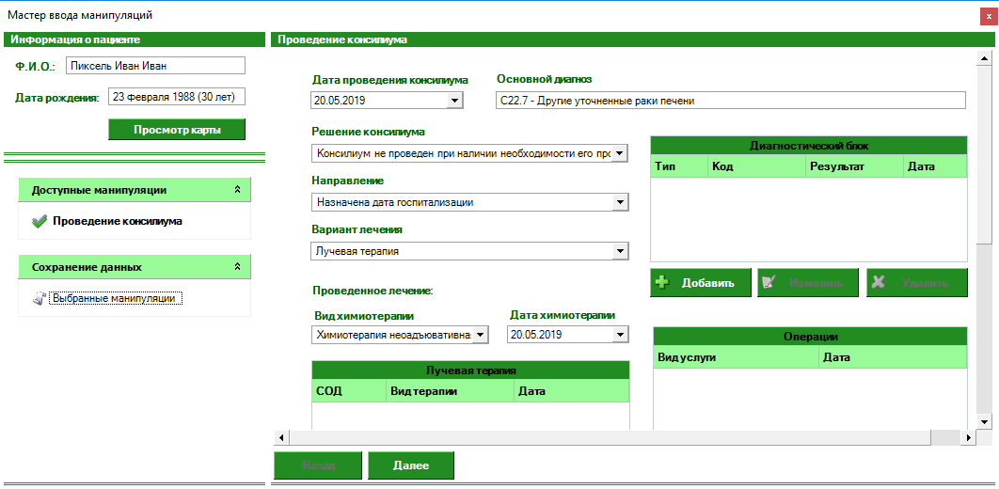 Мастер ввода манипуляций
x
Информация о пациенте
Ф.И.О.:
Пиксель Иван Иван
Дата рождения:
23 февраля 1988 (30 лет)
Просмотр карты
Доступные манипуляции
Проведение консилиума
Сохранение данных
Выбранные манипуляции
Проведение консилиума
Дата проведения консилиума
20.05.2019
Основной диагноз
C22.7 - Другие уточненные раки печени
Решение консилиума
Консилиум не проведен при наличии необходимости его про
Направление
Назначена дата госпитализации
Вариант лечения
Лучевая терапия
Диагностический блок
Тип Код Результат Дата
Добавить Изменить Удалить
Проведенное лечение:
Вид химиотерапии
Химиотерапия неоадъювативна
Дата химиотерапии
20.05.2019
Лучевая терапия
СОД Вид терапии Дата
Операции
Вид услуги Дата
Назад Далее